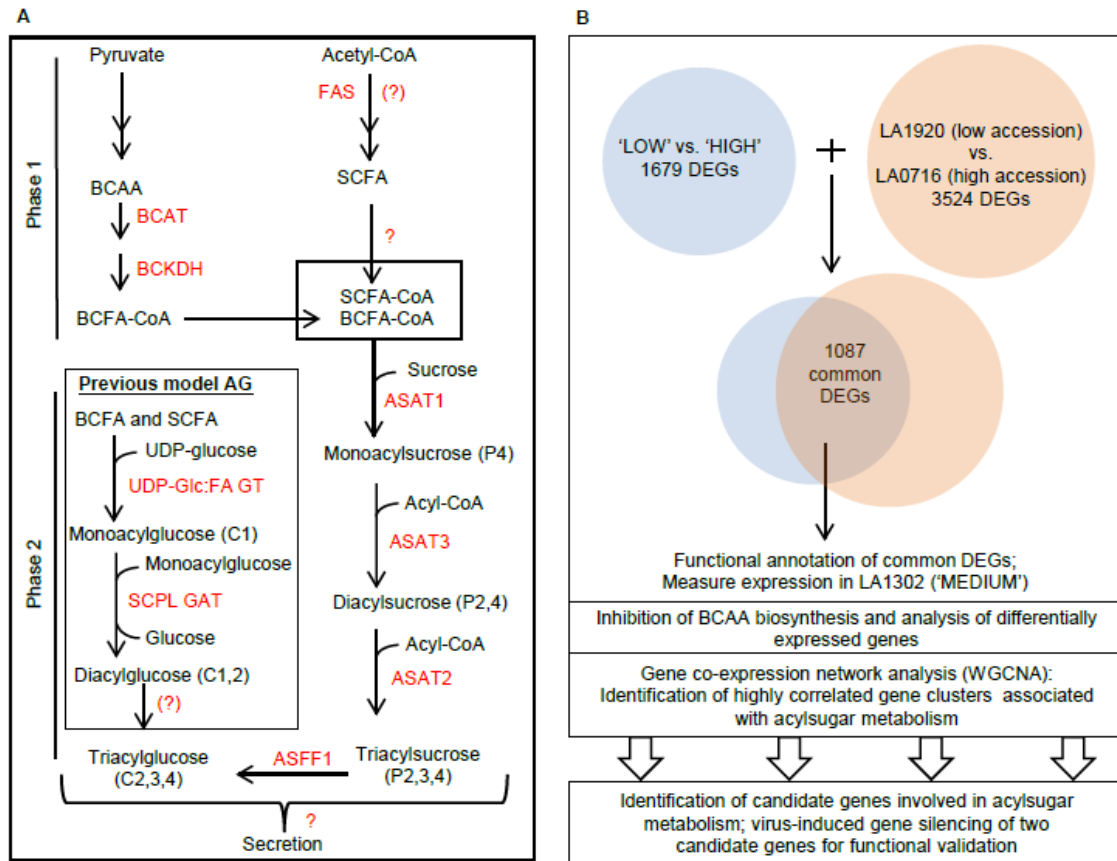 A
Pyruvate
Acetyl-CoA
FAS
(?)
BCAA
SCFA
BCAT
?
BCKDH
BCFA-CoA
SCFA-CoA
BCFA-CoA
Phase 1
Sucrose
ASAT1
Monoacylsucrose (P4)
Acyl-CoA
ASAT3
Diacylsucrose (P2,4)
Acyl-CoA
ASAT2
Triacylsucrose
(P2,3,4)
Phase 2
Previous model AG
BCFA and SCFA
UDP-glucose
UDP-Glc:FA GT
Monoacylglucose (C1)
Monoacylglucose
SCPL GAT
Glucose
Diacylglucose (C1,2)
(?)
Triacylglucose
(C2,3,4)
ASFF1
?
Secretion
B
‘LOW’ vs. ‘HIGH’
1679 DEGs
+
LA1920 (low accession)
vs.
LA0716 (high accession)
3524 DEGs
1087
common
DEGs
Functional annotation of common DEGs;
Measure expression in LA1302 (‘MEDIUM’)
Inhibition of BCAA biosynthesis and analysis of differentially
expressed genes
Gene co-expression network analysis (WGCNA):
Identification of highly correlated gene clusters associated
with acylsugar metabolism
Identification of candidate genes involved in acylsugar
metabolism; virus-induced gene silencing of two
candidate genes for functional validation